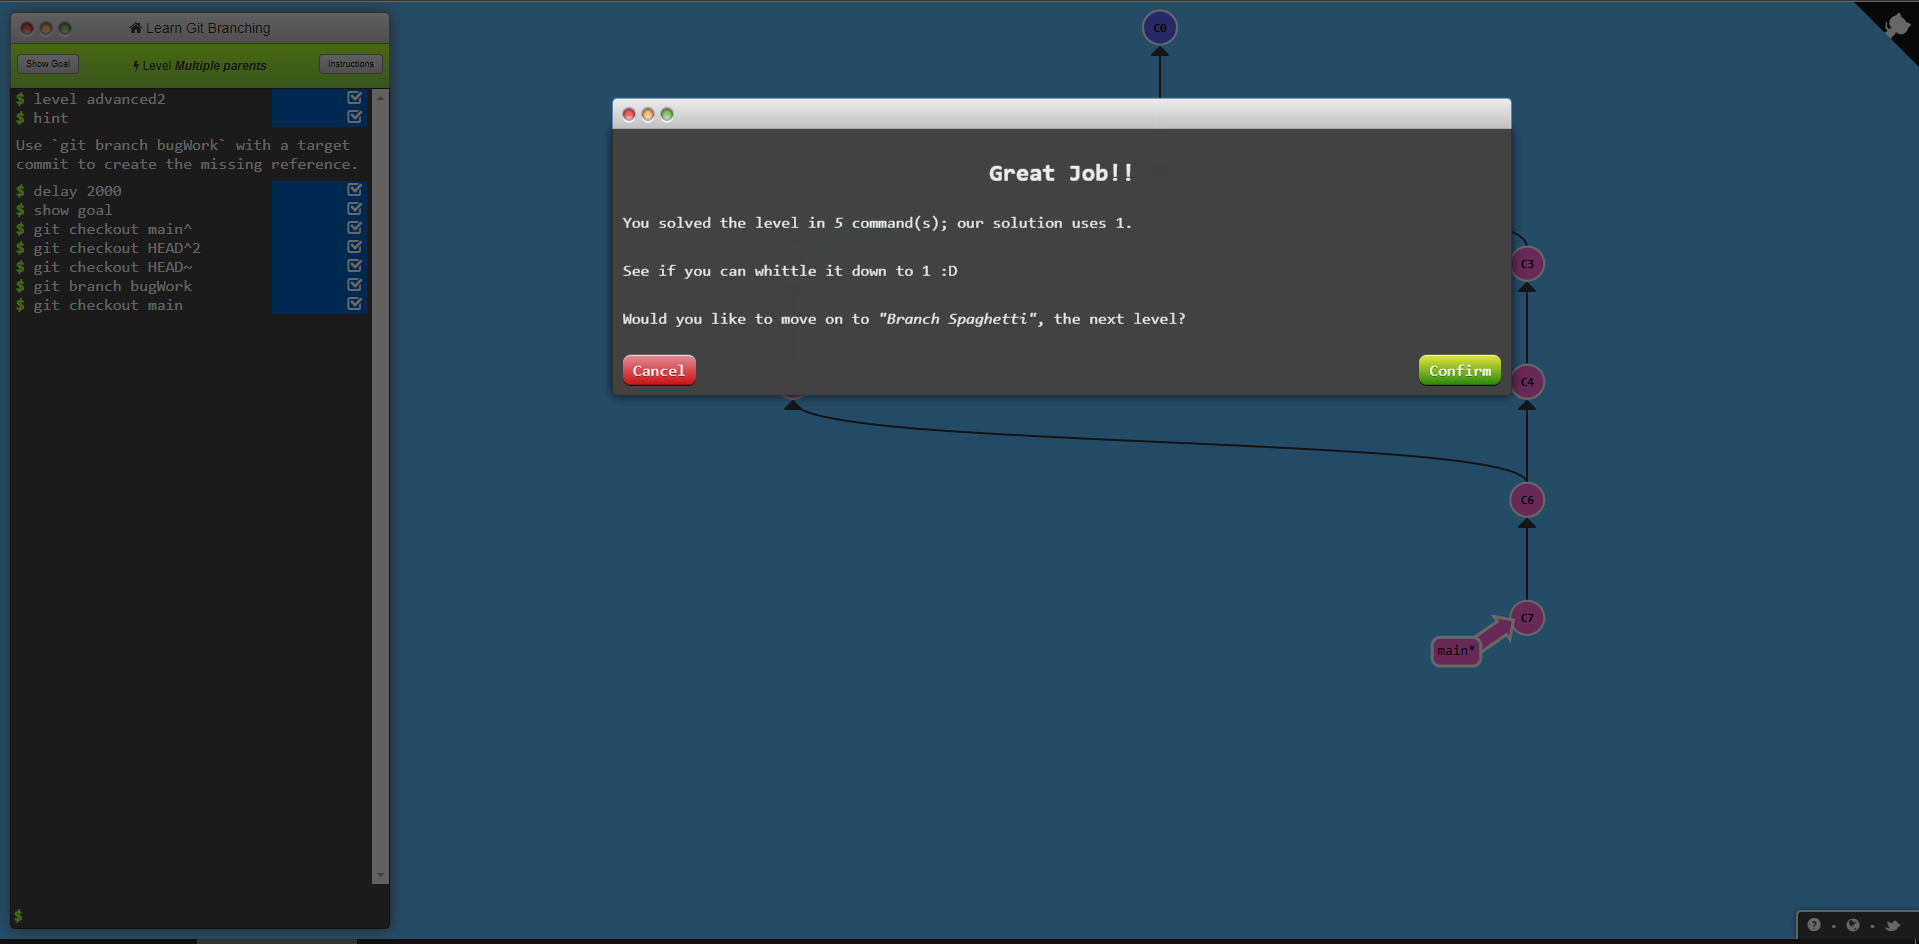 Learn Git Branching
Show Goal
Level Multiple parents
Instructions
$ level advanced2
$ hint
Use `git branch bugWork` with a target
commit to create the missing reference.
$ delay 2000
$ show goal
$ git checkout main^
$ git checkout HEAD^2
$ git checkout HEAD~
$ git branch bugWork
$ git checkout main
$
C0
Great Job!!
You solved the level in 5 command(s); our solution uses 1.
See if you can whittle it down to 1 :D
Would you like to move on to "Branch Spaghetti", the next level?
Cancel
Confirm
C3
C4
C6
C7
main*